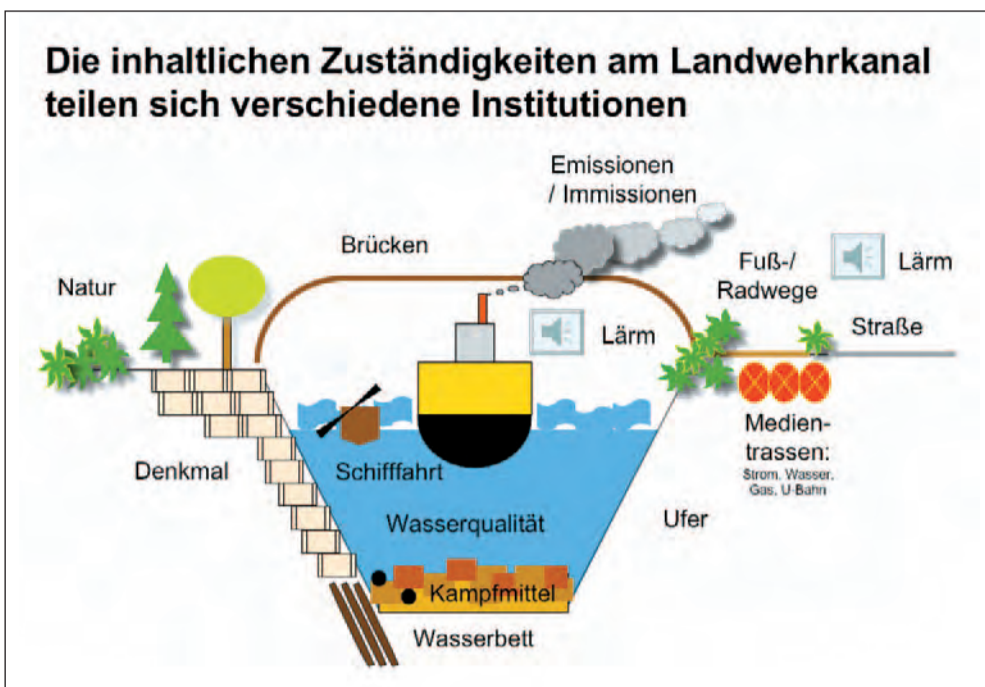 Die inhaltlichen Zuständigkeiten am Landwehrkanal
teilen sich verschiedene Institutionen
Emissionen
/ Immissionen
Brücken
Natur
Fuß-/
Radwege
Lärm
Lärm
Straße
Denkmal
Schifffahrt
Medien-
trassen:
Strom, Wasser,
Gas, U-Bahn
Wasserqualität
Ufer
Kampfmittel
Wasserbett